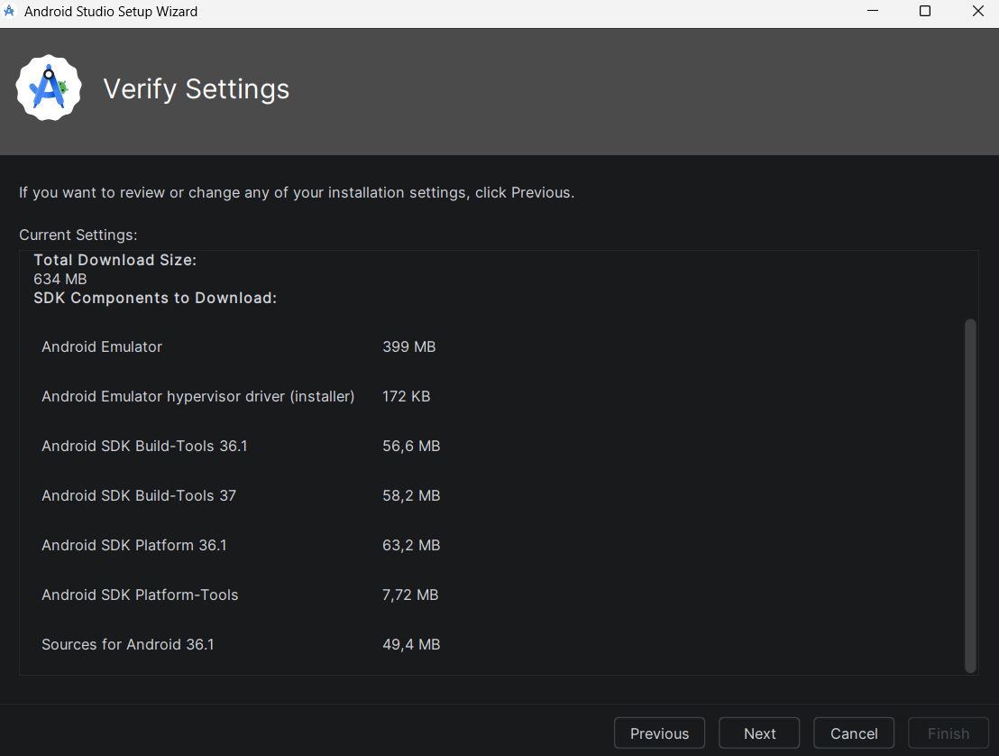 Android Studio Setup Wizard
Verify Settings
If you want to review or change any of your installation settings, click Previous.
Current Settings:
Total Download Size:
634 MB
SDK Components to Download:
Android Emulator 399 MB
Android Emulator hypervisor driver (installer) 172 KB
Android SDK Build-Tools 36.1 56,6 MB
Android SDK Build-Tools 37 58,2 MB
Android SDK Platform 36.1 63,2 MB
Android SDK Platform-Tools 7,72 MB
Sources for Android 36.1 49,4 MB
Previous Next Cancel Finish